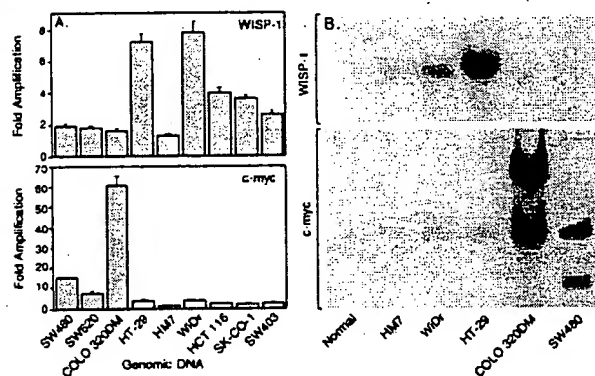 A.
WISP-1
Fold Amplification
8
6
4
2
0
c-myc
Fold Amplification
70
60
50
40
30
20
10
0
SW480
SW620
COLO 320DM
HT-29
HM7
WiDr
HCT 116
SK-CO-1
SW403
Genomic DNA
B.
WISP-1
c-myc
Normal
HM7
WiDr
HT-29
COLO 320DM
SW480